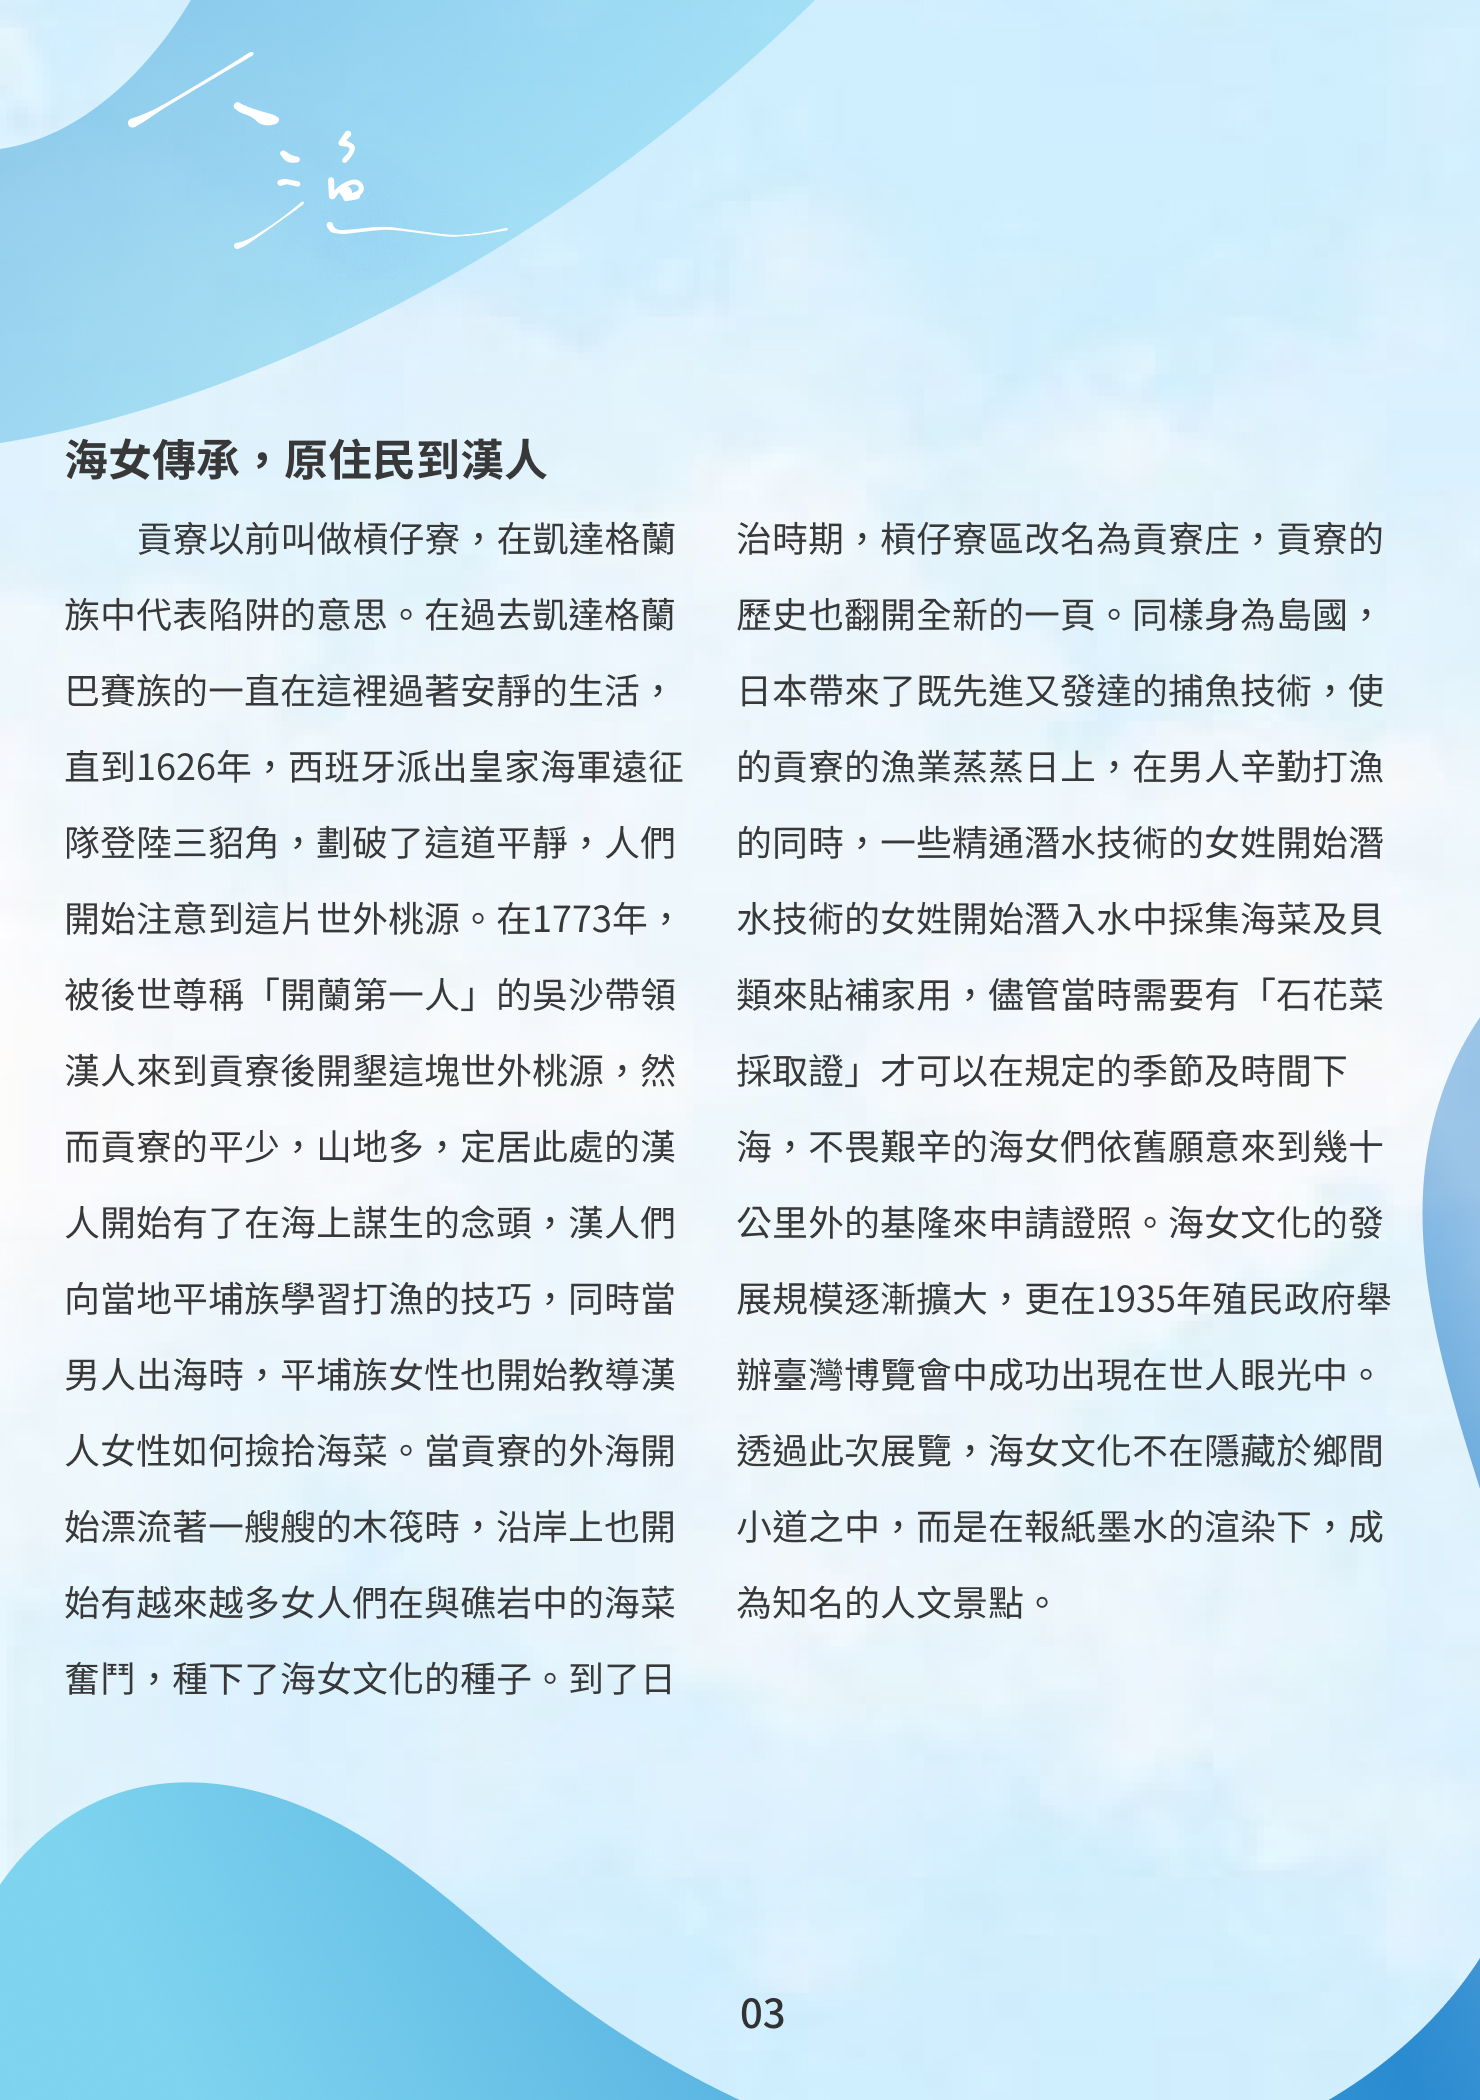 海女傳承，原住民到漢人
貢寮以前叫做槓仔寮，在凱達格蘭
族中代表陷阱的意思。在過去凱達格蘭
巴賽族的一直在這裡過著安靜的生活，
直到1626年，西班牙派出皇家海軍遠征
隊登陸三貂角，劃破了這道平靜，人們
開始注意到這片世外桃源。在1773年，
被後世尊稱「開蘭第一人」的吳沙帶領
漢人來到貢寮後開墾這塊世外桃源，然
而貢寮的平少，山地多，定居此處的漢
人開始有了在海上謀生的念頭，漢人們
向當地平埔族學習打漁的技巧，同時當
男人出海時，平埔族女性也開始教導漢
人女性如何撿拾海菜。當貢寮的外海開
始漂流著一艘艘的木筏時，沿岸上也開
始有越來越多女人們在與礁岩中的海菜
奮鬥，種下了海女文化的種子。到了日
治時期，槓仔寮區改名為貢寮庄，貢寮的
歷史也翻開全新的一頁。同樣身為島國，
日本帶來了既先進又發達的捕魚技術，使
的貢寮的漁業蒸蒸日上，在男人辛勤打漁
的同時，一些精通潛水技術的女姓開始潛
水技術的女姓開始潛入水中採集海菜及貝
類來貼補家用，儘管當時需要有「石花菜
採取證」才可以在規定的季節及時間下
海，不畏艱辛的海女們依舊願意來到幾十
公里外的基隆來申請證照。海女文化的發
展規模逐漸擴大，更在1935年殖民政府舉
辦臺灣博覽會中成功出現在世人眼光中。
透過此次展覽，海女文化不在隱藏於鄉間
小道之中，而是在報紙墨水的渲染下，成
為知名的人文景點。
03